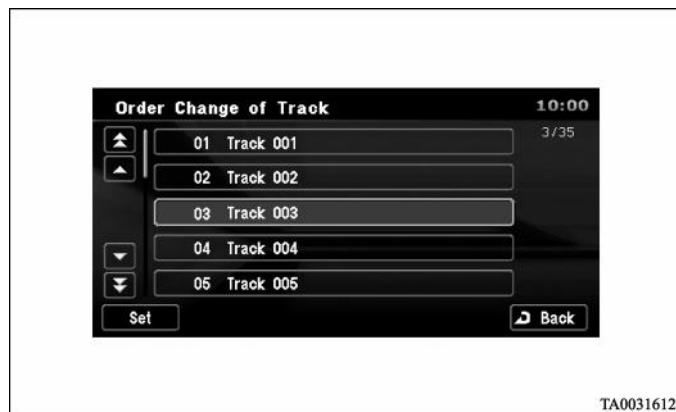 Order Change of Track 10:00
3/35
01 Track 001
02 Track 002
03 Track 003
04 Track 004
05 Track 005
Set Back
TA0031612